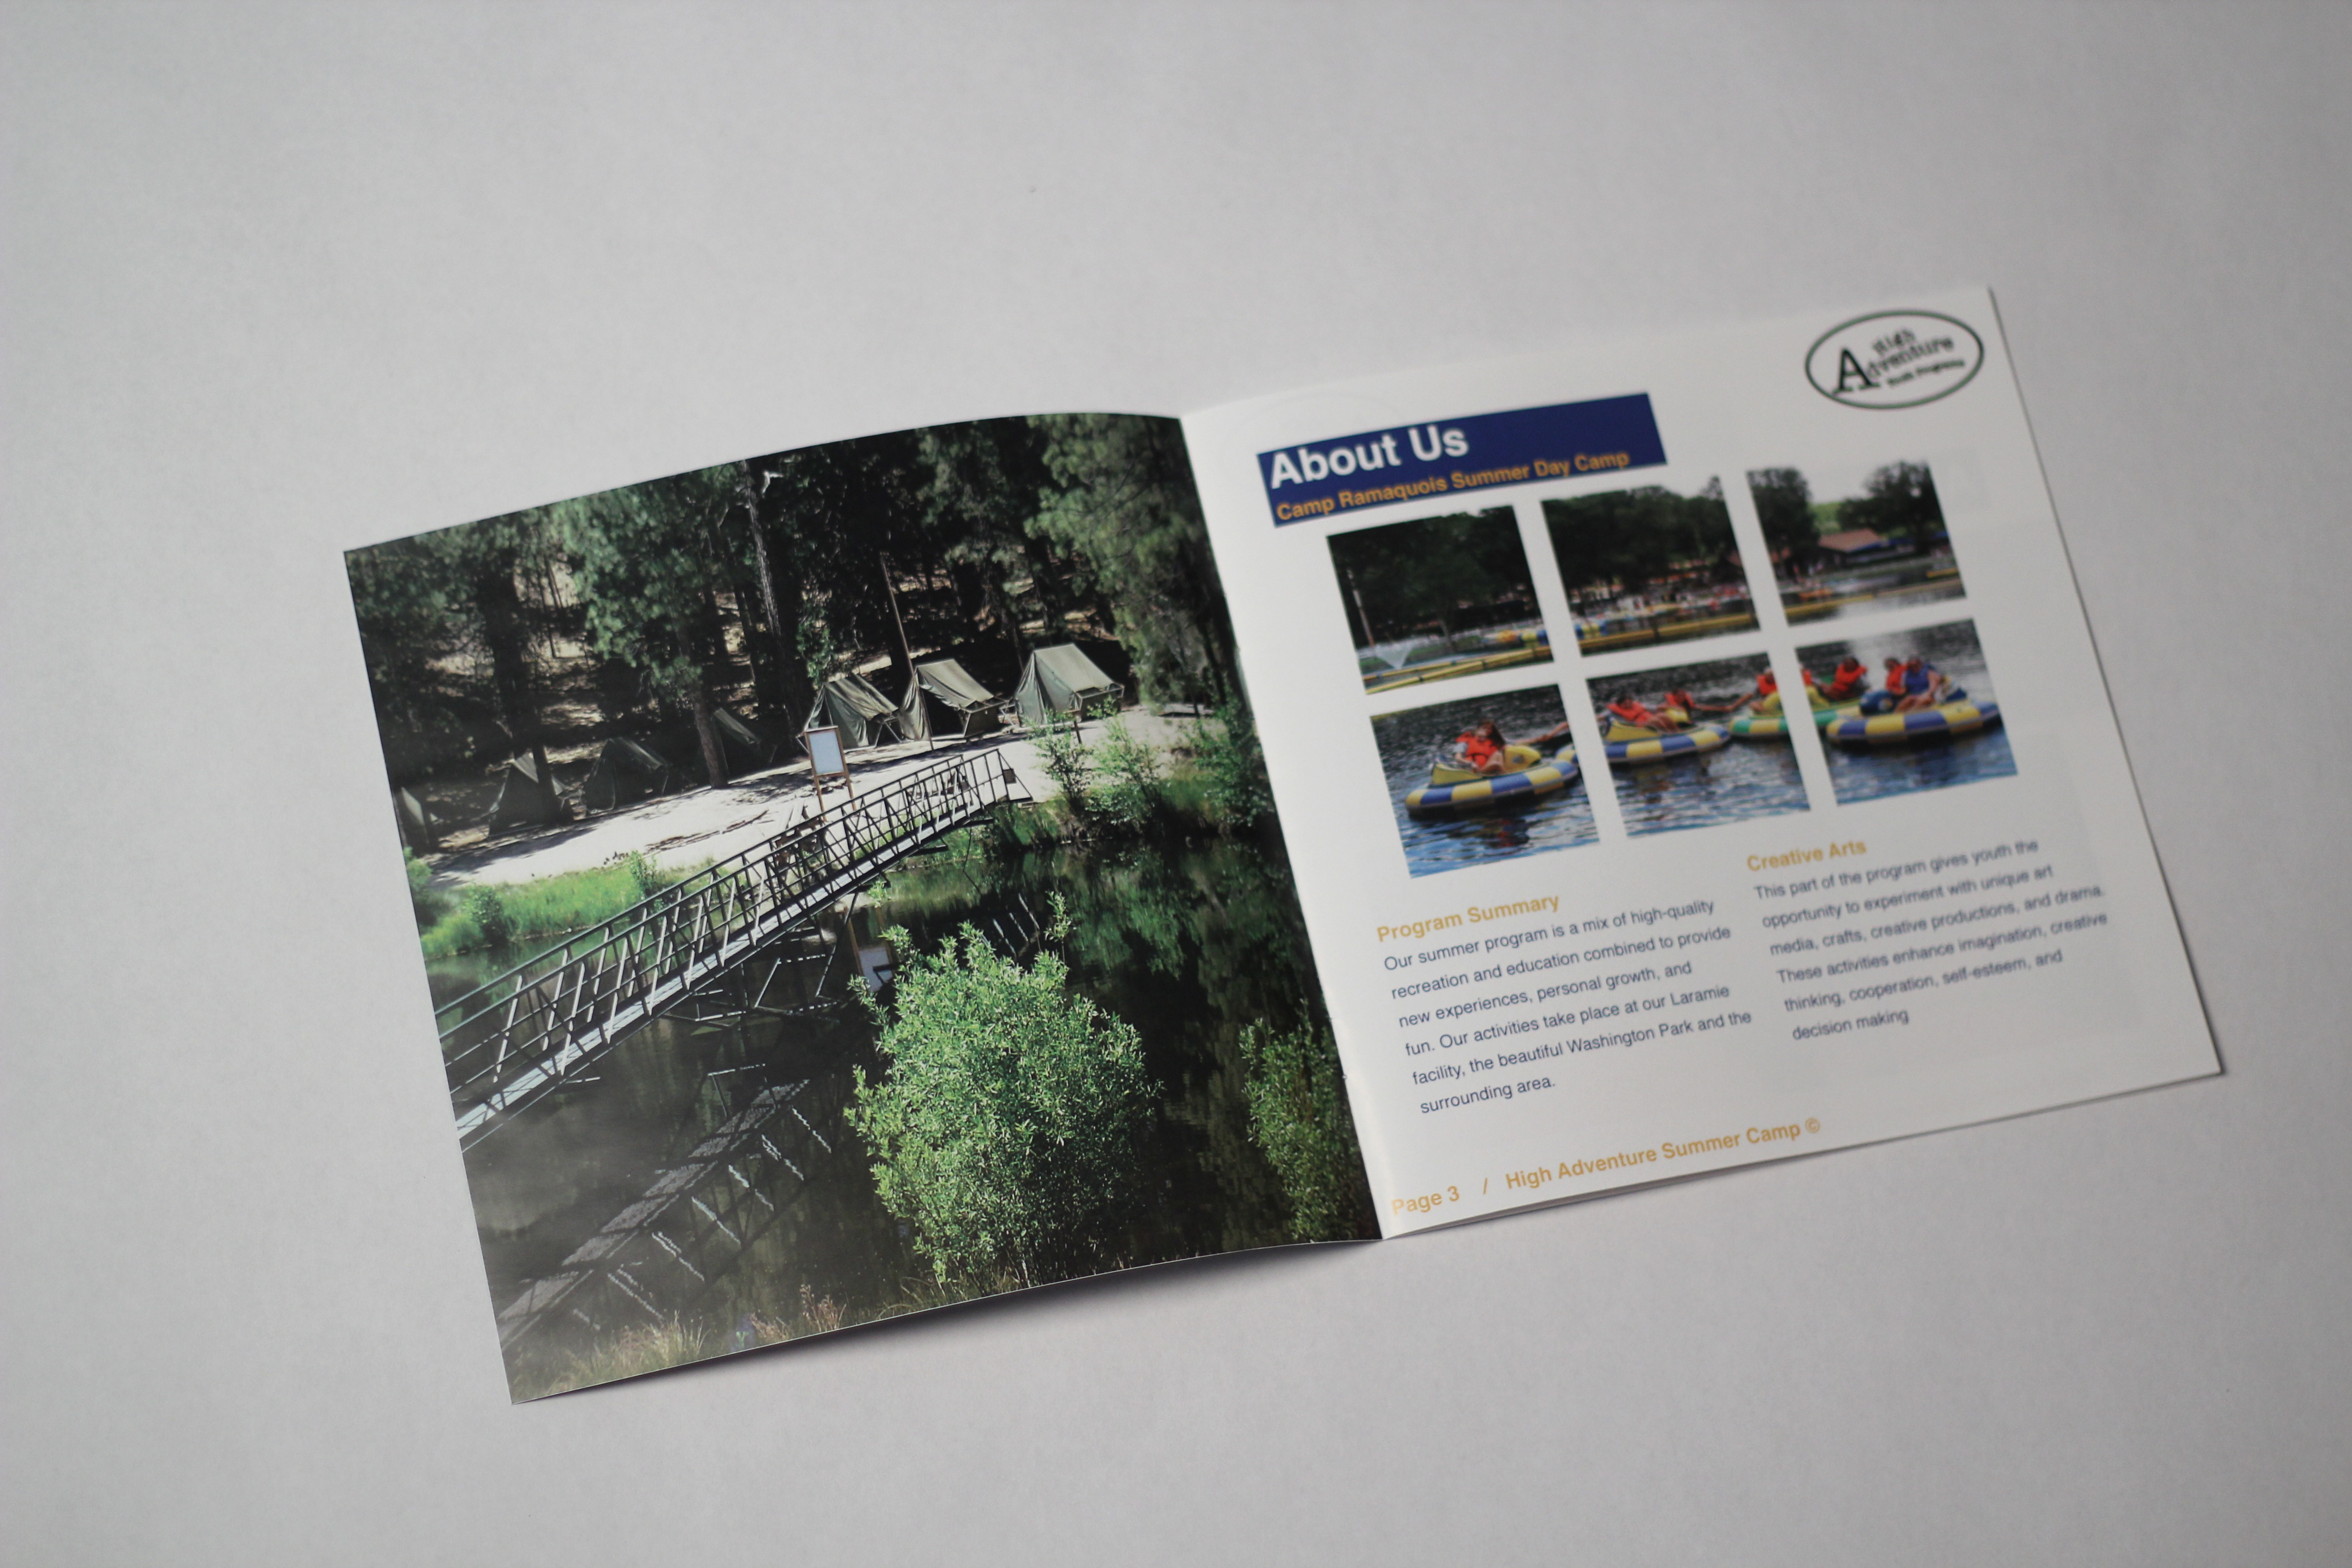 High
Adventure
Youth Programs
About Us
Camp Ramaquois Summer Day Camp
Program Summary
Our summer program is a mix of high-quality
recreation and education combined to provide
new experiences, personal growth, and
fun. Our activities take place at our Laramie
facility, the beautiful Washington Park and the
surrounding area.
Creative Arts
This part of the program gives youth the
opportunity to experiment with unique art
media, crafts, creative productions, and drama.
These activities enhance imagination, creative
thinking, cooperation, self-esteem, and
decision making
Page 3 / High Adventure Summer Camp ©